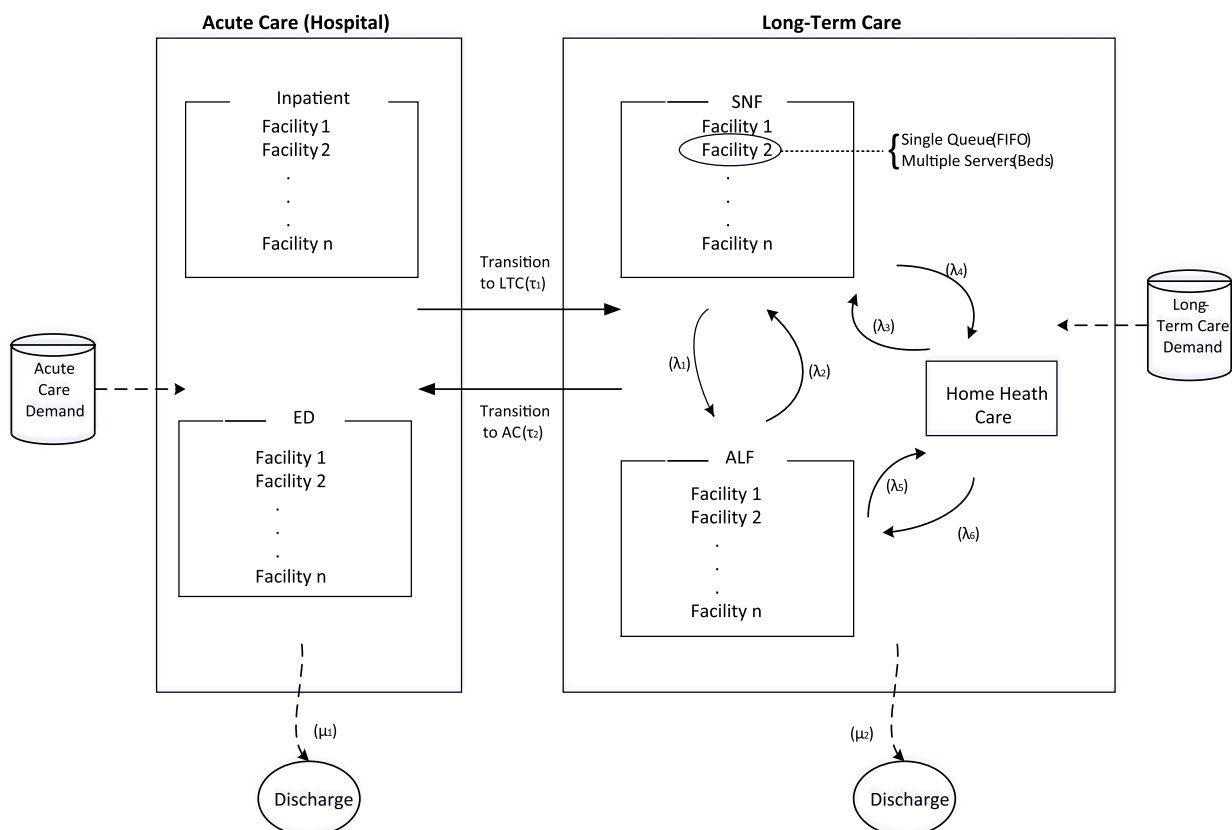 Acute Care (Hospital)
Long-Term Care
Inpatient
Facility 1
Facility 2
.
.
.
Facility n
SNF
Facility 1
Facility 2
.
.
.
Facility n
{ Single Queue(FIFO)
Multiple Servers(Beds)
Transition
to LTC(τ₁)
(λ₄)
(λ₃)
Long-
Term Care
Demand
Acute
Care
Demand
(λ₁)
(λ₂)
Home Heath
Care
Transition
to AC(τ₂)
ED
Facility 1
Facility 2
.
.
.
Facility n
ALF
Facility 1
Facility 2
.
.
.
Facility n
(λ₅)
(λ₆)
(μ₁)
(μ₂)
Discharge
Discharge